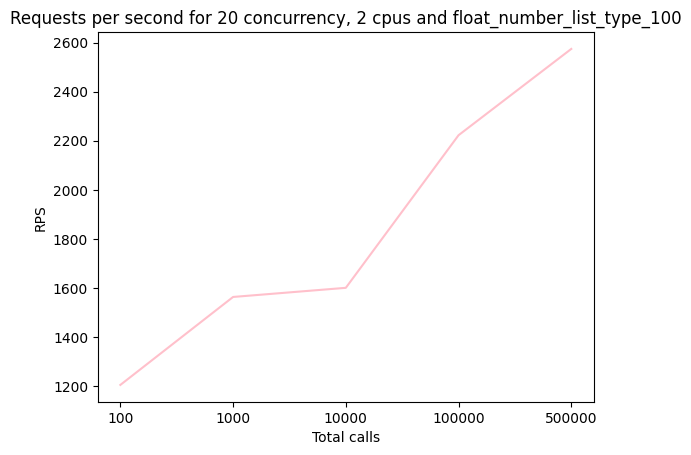 Requests per second for 20 concurrency, 2 cpus and float_number_list_type_100
2600
2400
2200
2000
1800
1600
1400
1200
RPS
100 1000 10000 100000 500000
Total calls